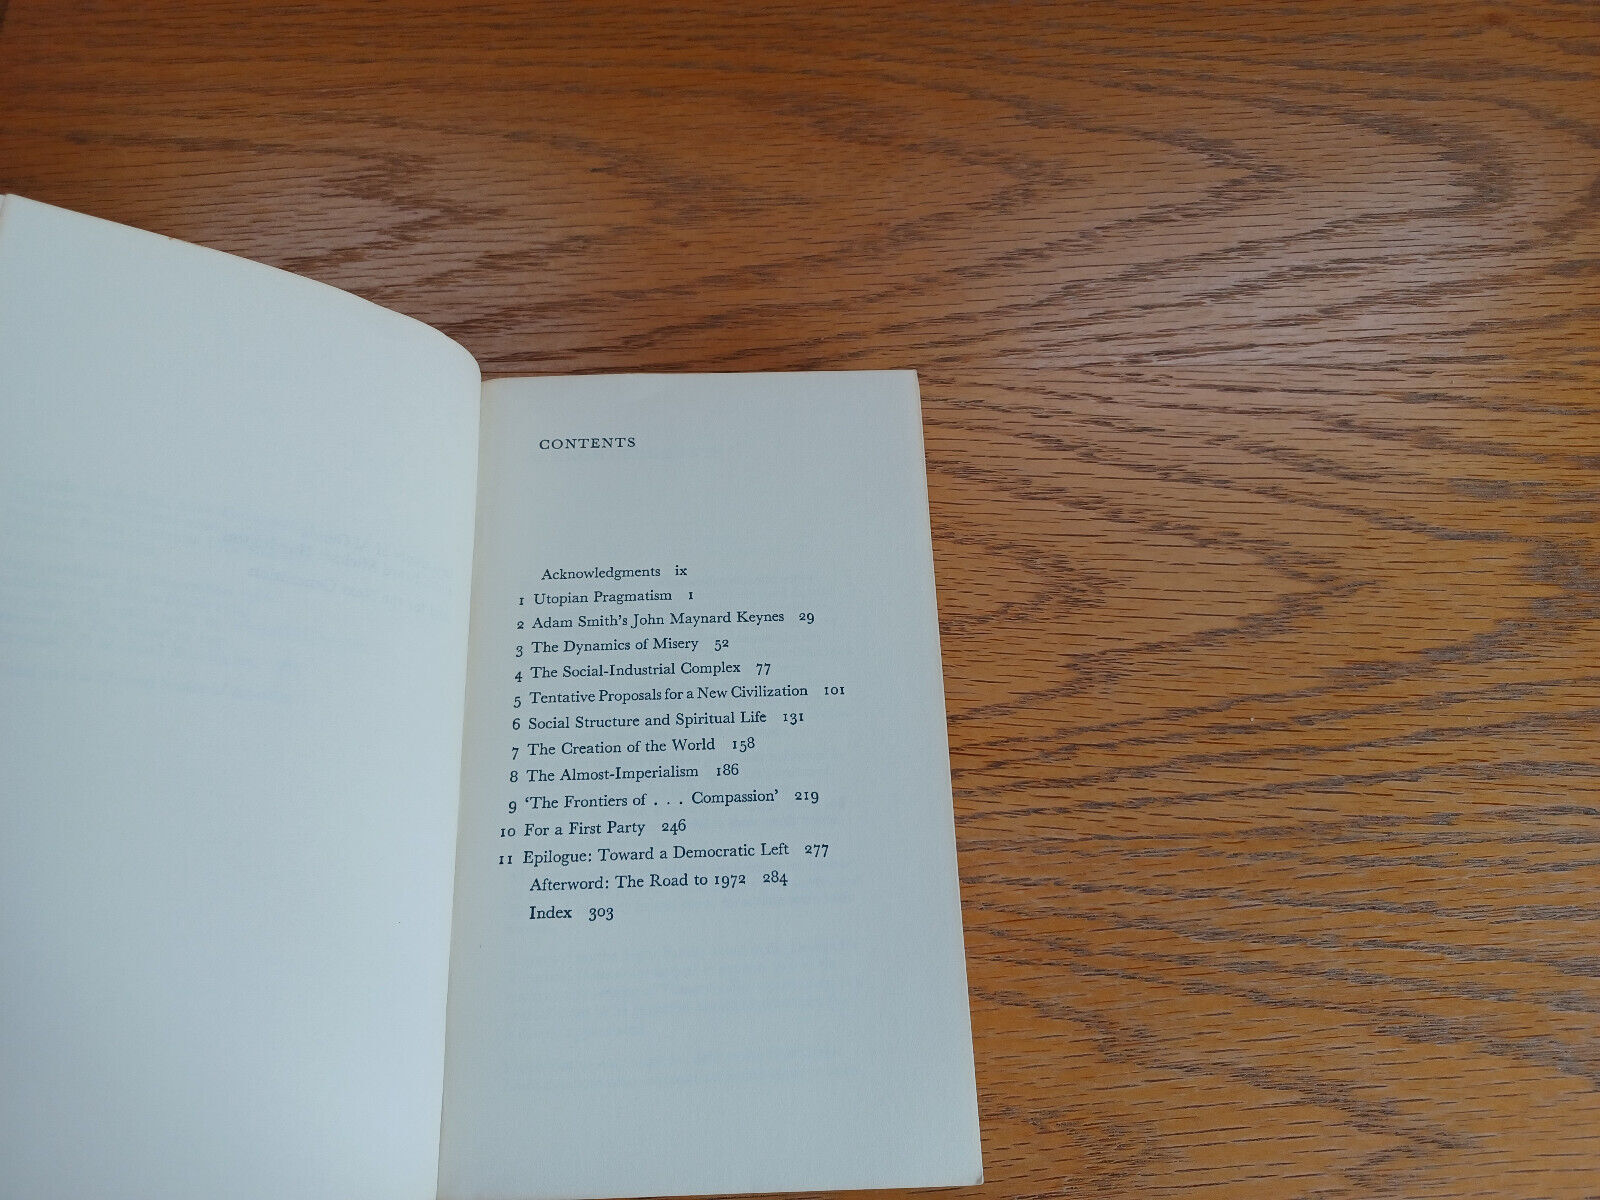 CONTENTS
Acknowledgments ix
1 Utopian Pragmatism 1
2 Adam Smith's John Maynard Keynes 29
3 The Dynamics of Misery 52
4 The Social-Industrial Complex 77
5 Tentative Proposals for a New Civilization 101
6 Social Structure and Spiritual Life 131
7 The Creation of the World 158
8 The Almost-Imperialism 186
9 ‘The Frontiers of . . . Compassion’ 219
10 For a First Party 246
11 Epilogue: Toward a Democratic Left 277
Afterword: The Road to 1972 284
Index 303